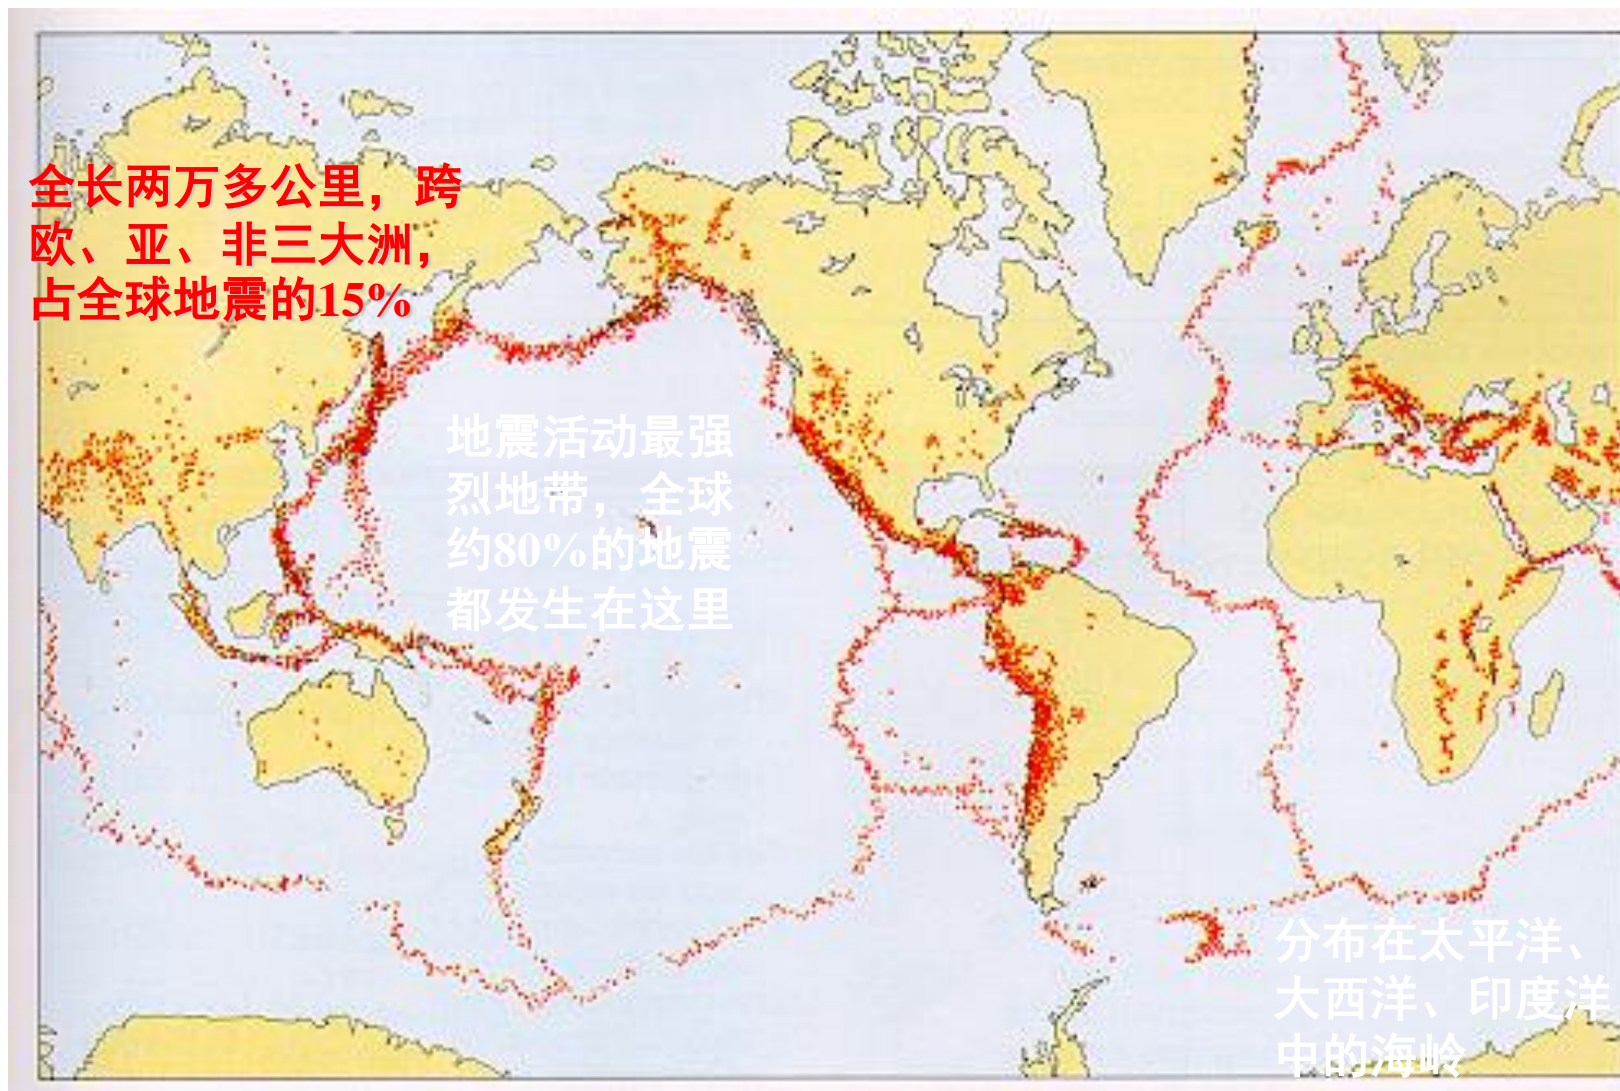 全长两万多公里，跨
欧、亚、非三大洲，
占全球地震的15%
地震活动最强
烈地带，全球
约80%的地震
都发生在这里
分布在太平洋、
大西洋、印度洋
中的海岭